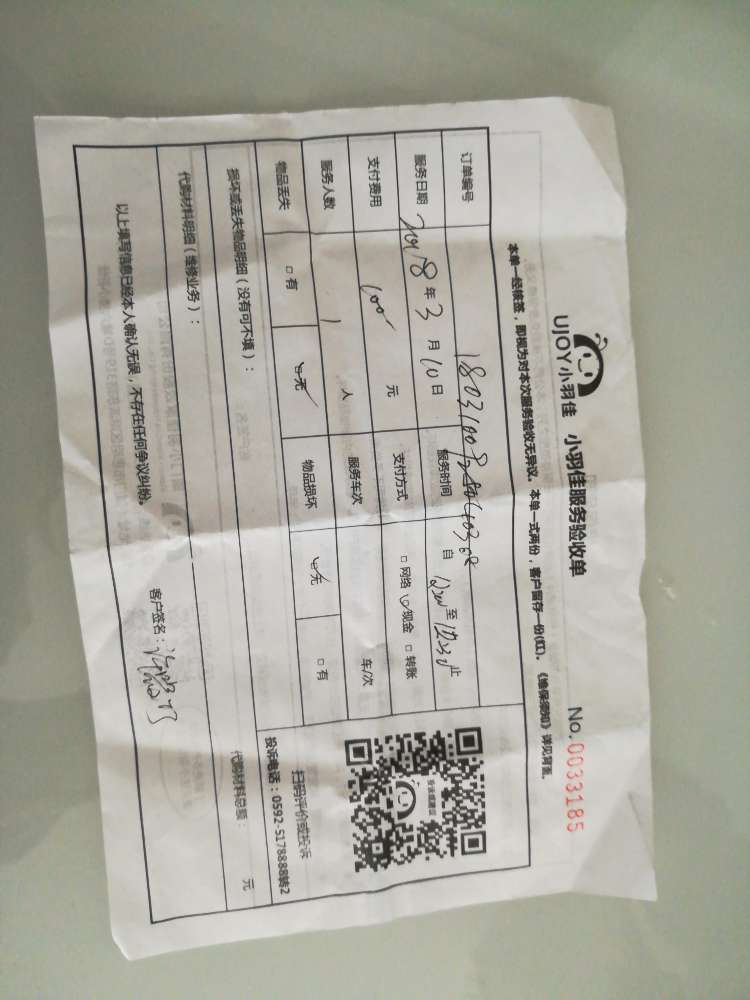 UJOY小羽佳 小羽佳服务验收单 No.0033185
本单一经核签，即视为对本次服务验收无异议。本单一式两份，客户留存一份(红)。《维保须知》详见背面。
订单编号
服务日期 2018年3月10日 服务时间 自 至 止
支付费用 100 元 支付方式 □网络 ☑现金 □转账
服务人数 1 人 服务车次 车/次
物品丢失 □有 ☑无 物品损坏 ☑无 □有
损坏或丢失物品明细（没有可不填）：
代购材料明细（维修业务）： 代购材料总额： 元
以上填写信息已经本人确认无误，不存在任何争议纠纷。
客户签名：
扫码评价或投诉
投诉电话：0592-5178888转2